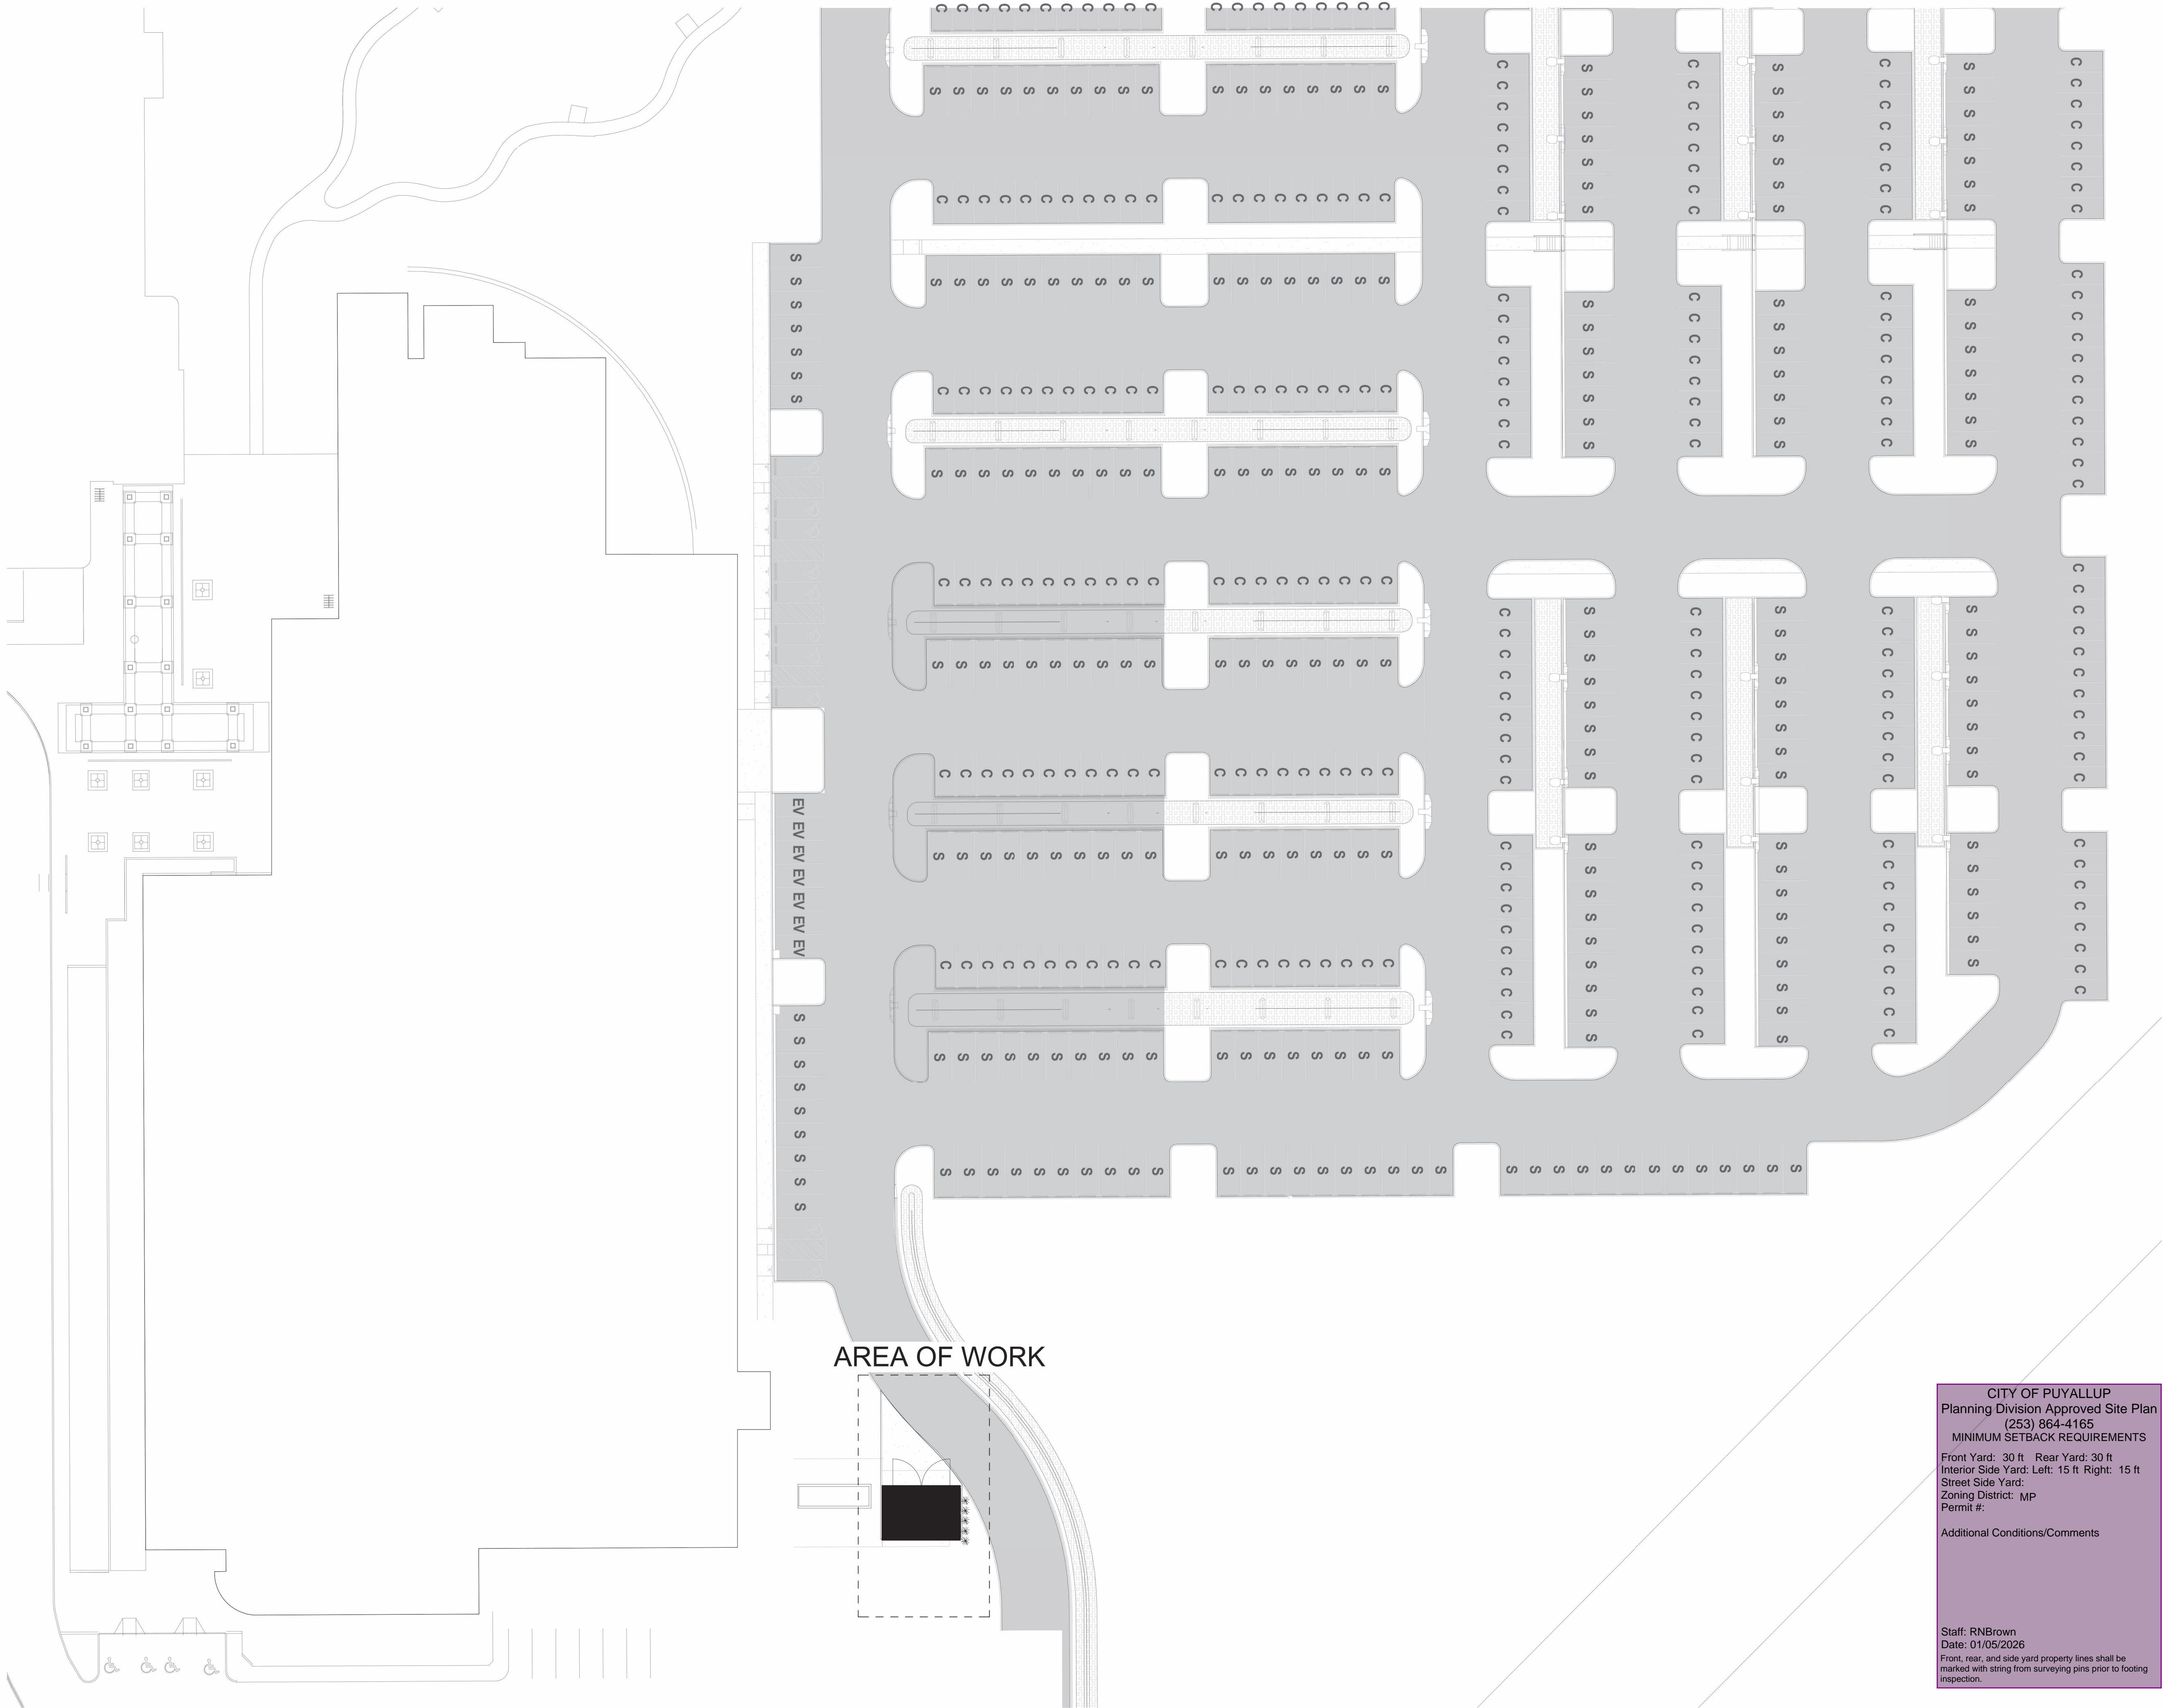 C C C C C C C C C C C C C C C C C C C C
S S S S S S S S S S S S S S S S S S
C C C C C C C C C C C C C C C C C C C C
S S S S S S S S S S S S S S S S S S
C C C C C C C C C C C C C C C C C C C C
S S S S S S S S S S S S S S S S S S
C C C C C C C C C C C C C C C C C C C C
S S S S S S S S S S S S S S S S S S
C C C C C C C C C C C C C C C C C C C C
S S S S S S S S S S S S S S S S S S
C C C C C C C C C C C C C C C C C C C C
S S S S S S S S S S S S S S S S S S
S S S S S S S S S S S S S S S S S S S S S S S S S S S S S S S S S
S S S S S S S
EV EV EV EV EV EV EV
S S S S S S S S S
C C C C C C C C
S S S S S S S
C C C C C C C C
S S S S S S S
C C C C C C C C
S S S S S S S
C C C C C C C C
C C C C C C C C
S S S S S S S
C C C C C C C C
S S S S S S S
C C C C C C C C
S S S S S S S
C C C C C C C C C C C
C C C C C C C C C
S S S S S S S S
C C C C C C C C C
S S S S S S S S
C C C C C C C C C
S S S S S S S S
C C C C C C C C C C C
C C C C C C C C C C
S S S S S S S S S
C C C C C C C C C C
S S S S S S S S S
C C C C C C C C C C
S S S S S S
C C C C C C C C
AREA OF WORK
CITY OF PUYALLUP
Planning Division Approved Site Plan
(253) 864-4165
MINIMUM SETBACK REQUIREMENTS
Front Yard: 30 ft Rear Yard: 30 ft
Interior Side Yard: Left: 15 ft Right: 15 ft
Street Side Yard:
Zoning District: MP
Permit #:
Additional Conditions/Comments
Staff: RNBrown
Date: 01/05/2026
Front, rear, and side yard property lines shall be
marked with string from surveying pins prior to footing
inspection.